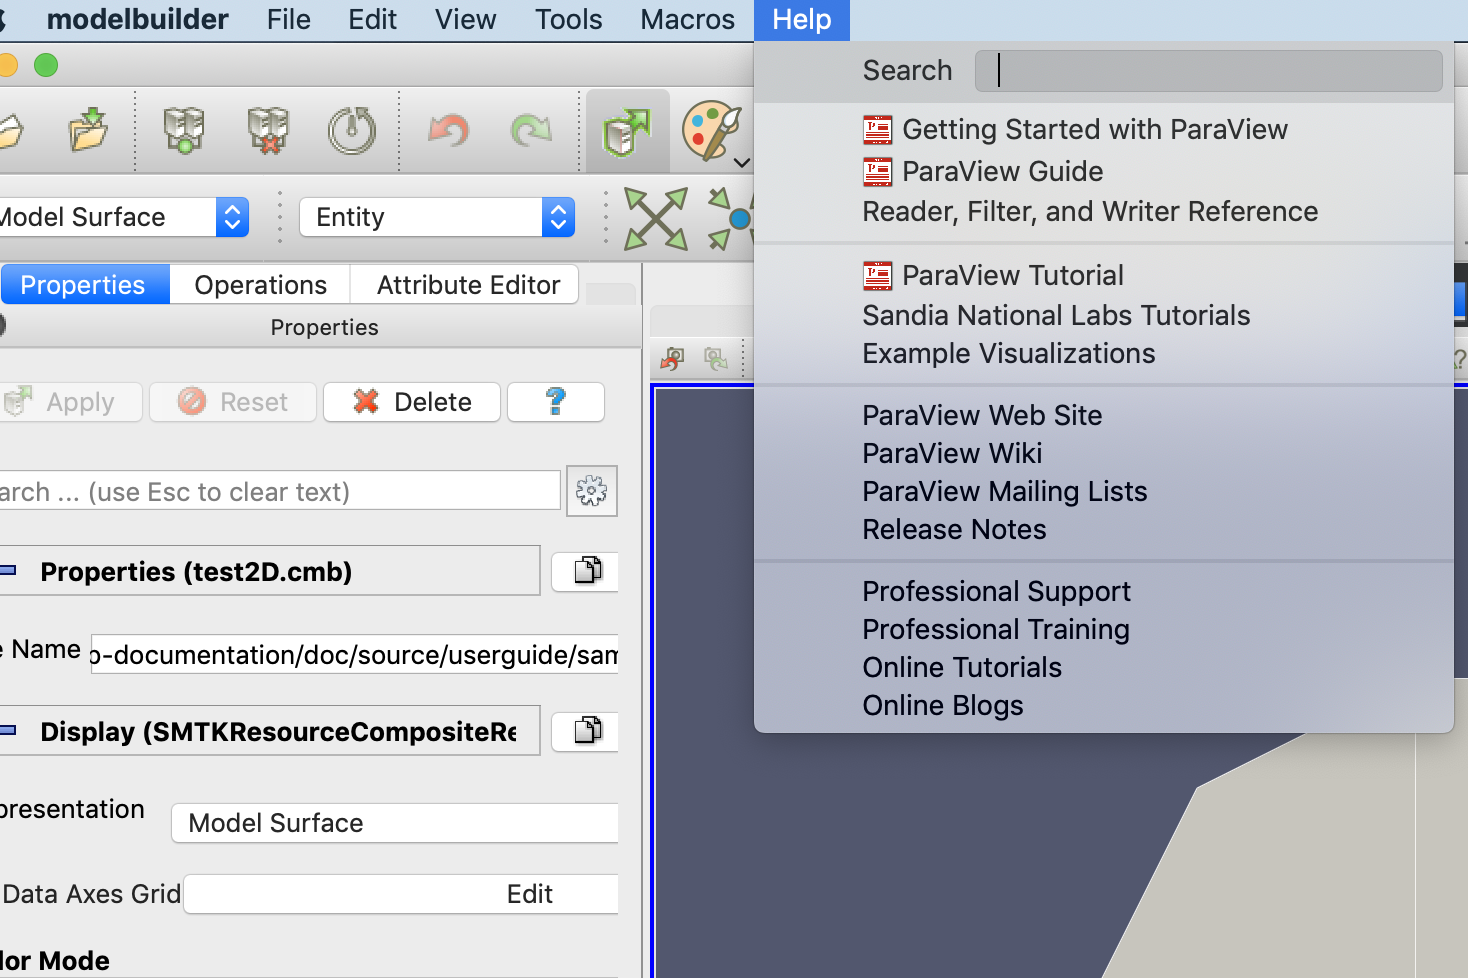 modelbuilder File Edit View Tools Macros Help
Search
Getting Started with ParaView
ParaView Guide
Reader, Filter, and Writer Reference
ParaView Tutorial
Sandia National Labs Tutorials
Example Visualizations
ParaView Web Site
ParaView Wiki
ParaView Mailing Lists
Release Notes
Professional Support
Professional Training
Online Tutorials
Online Blogs
Model Surface Entity
Properties Operations Attribute Editor
Properties
Apply Reset Delete ?
arch ... (use Esc to clear text)
Properties (test2D.cmb)
e Name o-documentation/doc/source/userguide/sam
Display (SMTKResourceCompositeRe
presentation Model Surface
Data Axes Grid Edit
lor Mode